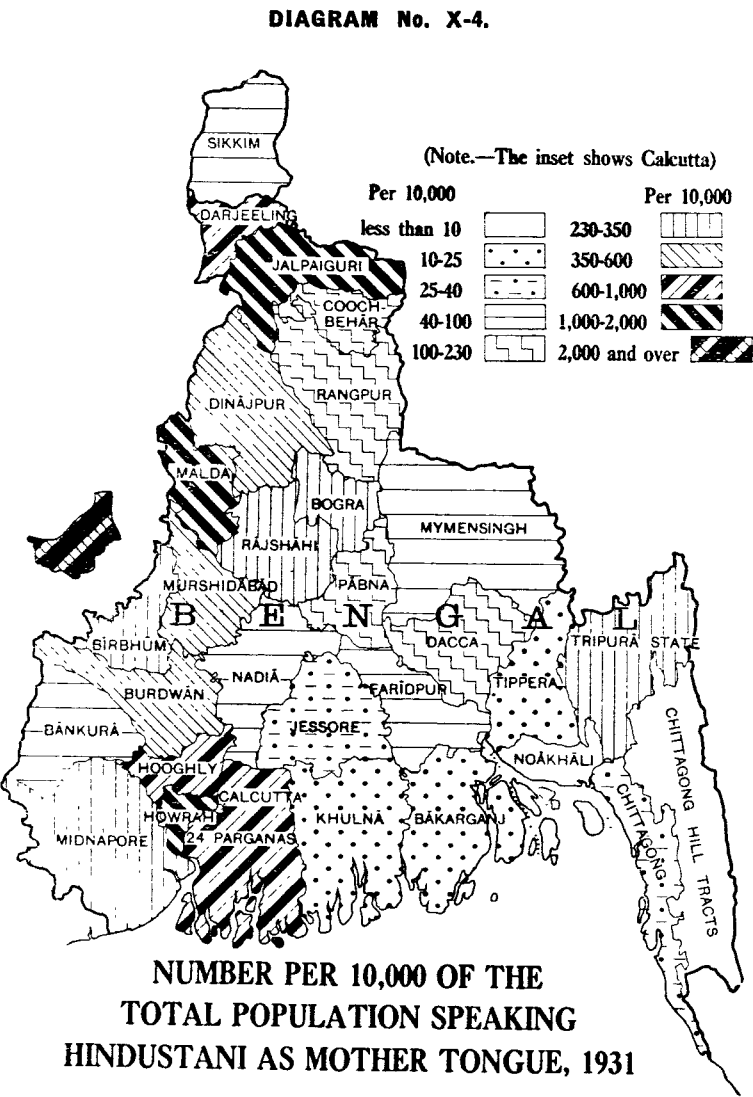 DIAGRAM No. X-4.
(Note.—The inset shows Calcutta)
Per 10,000 Per 10,000
less than 10 230-350
10-25 350-600
25-40 600-1,000
40-100 1,000-2,000
100-230 2,000 and over
SIKKIM
DARJEELING
JALPAIGURI
COOCH-
BEHĀR
RANGPUR
DINĀJPUR
MALDA
BOGRA
MYMENSINGH
RĀJSHĀHI
PĀBNA
MURSHIDĀBĀD
BENGAL
BĪRBHUM
DACCA
TRIPURĀ STATE
NADIĀ
FARĪDPUR
TIPPERA
BURDWĀN
BĀNKURĀ
JESSORE
NOĀKHĀLI
HOOGHLY
CALCUTTA
HOWRAH
24 PARGANAS
MIDNAPORE
KHULNĀ
BĀKARGANJ
CHITTAGONG
CHITTAGONG HILL TRACTS
NUMBER PER 10,000 OF THE
TOTAL POPULATION SPEAKING
HINDUSTANI AS MOTHER TONGUE, 1931